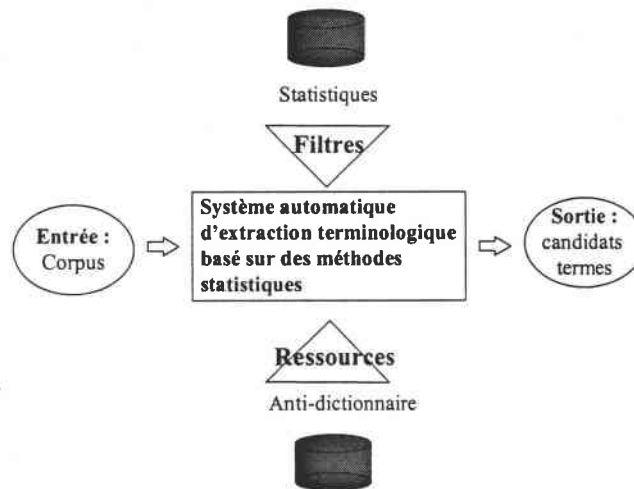 Statistiques
Filtres
Entrée :
Corpus
Système automatique
d'extraction terminologique
basé sur des méthodes
statistiques
Sortie :
candidats
termes
Ressources
Anti-dictionnaire